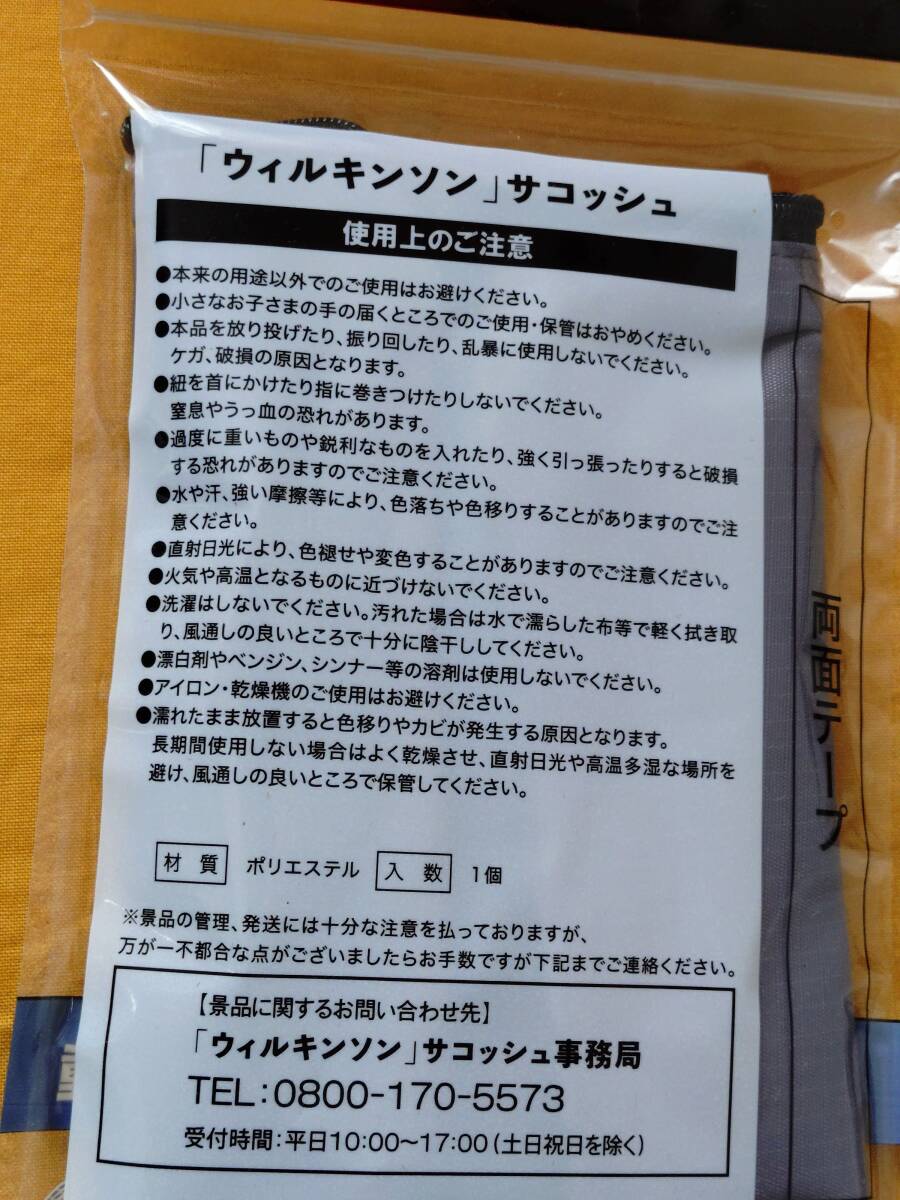 「ウィルキンソン」サコッシュ
使用上のご注意
●本来の用途以外でのご使用はお避けください。
●小さなお子さまの手の届くところでのご使用・保管はおやめください。
●本品を放り投げたり、振り回したり、乱暴に使用しないでください。
ケガ、破損の原因となります。
●紐を首にかけたり指に巻きつけたりしないでください。
窒息やうっ血の恐れがあります。
●過度に重いものや鋭利なものを入れたり、強く引っ張ったりすると破損
する恐れがありますのでご注意ください。
●水や汗、強い摩擦等により、色落ちや色移りすることがありますのでご注
意ください。
●直射日光により、色褪せや変色することがありますのでご注意ください。
●火気や高温となるものに近づけないでください。
●洗濯はしないでください。汚れた場合は水で濡らした布等で軽く拭き取
り、風通しの良いところで十分に陰干ししてください。
●漂白剤やベンジン、シンナー等の溶剤は使用しないでください。
●アイロン・乾燥機のご使用はお避けください。
●濡れたまま放置すると色移りやカビが発生する原因となります。
長期間使用しない場合はよく乾燥させ、直射日光や高温多湿な場所を
避け、風通しの良いところで保管してください。
材質 ポリエステル 入数 1個
※景品の管理、発送には十分な注意を払っておりますが、
万が一不都合な点がございましたらお手数ですが下記までご連絡ください。
【景品に関するお問い合わせ先】
「ウィルキンソン」サコッシュ事務局
TEL:0800-170-5573
受付時間:平日10:00~17:00(土日祝日を除く)
両面テープ